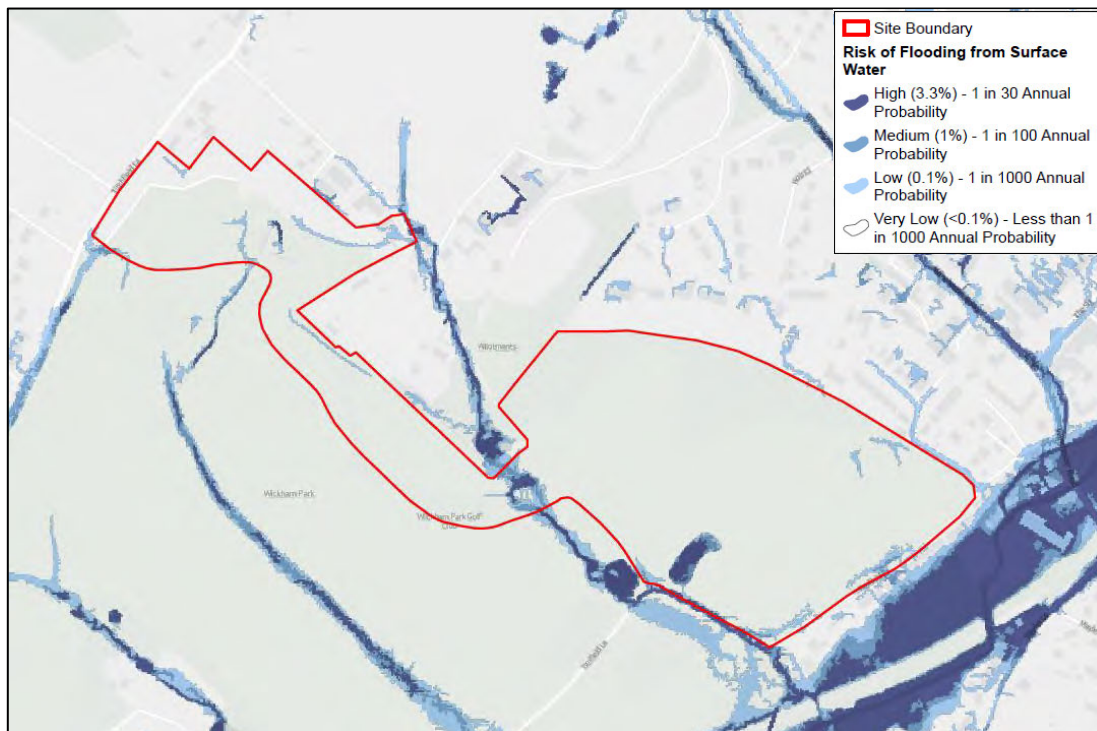 Site Boundary
Risk of Flooding from Surface
Water
High (3.3%) - 1 in 30 Annual
Probability
Medium (1%) - 1 in 100 Annual
Probability
Low (0.1%) - 1 in 1000 Annual
Probability
Very Low (<0.1%) - Less than 1
in 1000 Annual Probability
Allotments
Wickham Park
Wickham Park Golf
Club